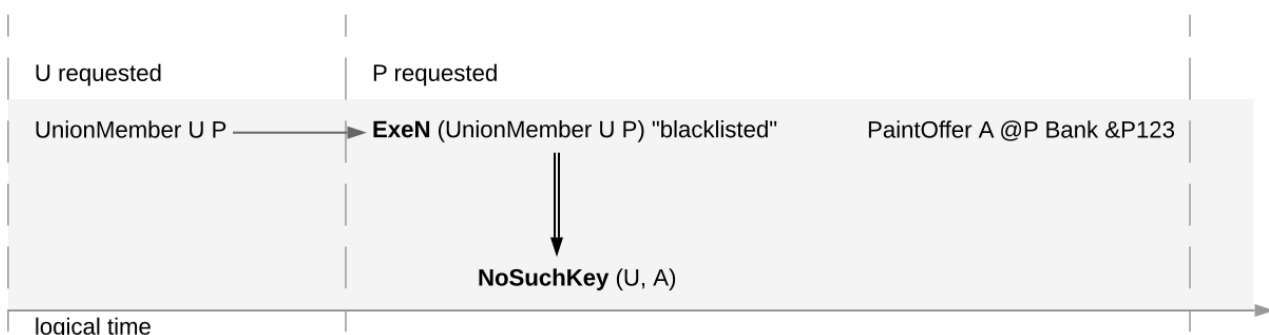 U requested
P requested
UnionMember U P
ExeN (UnionMember U P) "blacklisted"
PaintOffer A @P Bank &P123
NoSuchKey (U, A)
logical time